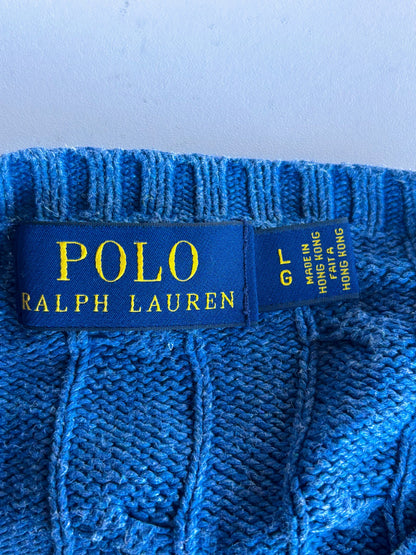 POLO
RALPH LAUREN
L
G
MADE IN
HONG KONG
FAIT A
HONG KONG